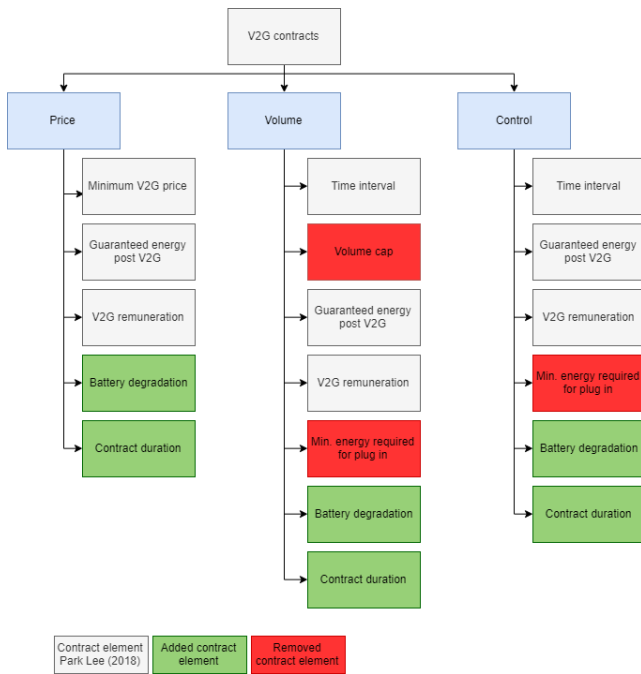 V2G contracts
Price
Volume
Control
Minimum V2G price
Guaranteed energy
post V2G
V2G remuneration
Battery degradation
Contract duration
Time interval
Volume cap
Guaranteed energy
post V2G
V2G remuneration
Min. energy required
for plug in
Battery degradation
Contract duration
Time interval
Guaranteed energy
post V2G
V2G remuneration
Min. energy required
for plug in
Battery degradation
Contract duration
Contract element
Park Lee (2018)
Added contract
element
Removed
contract element